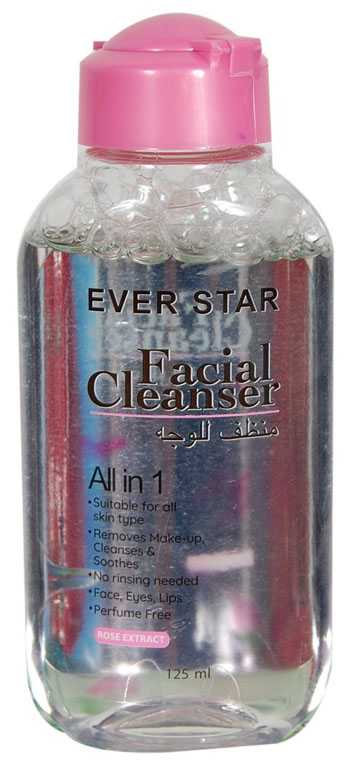 EVER STAR
Facial
Cleanser
منظف للوجه
All in 1
•Suitable for all
skin type
•Removes Make-up,
Cleanses &
Soothes
•No rinsing needed
•Face, Eyes, Lips
•Perfume Free
ROSE EXTRACT
125 ml